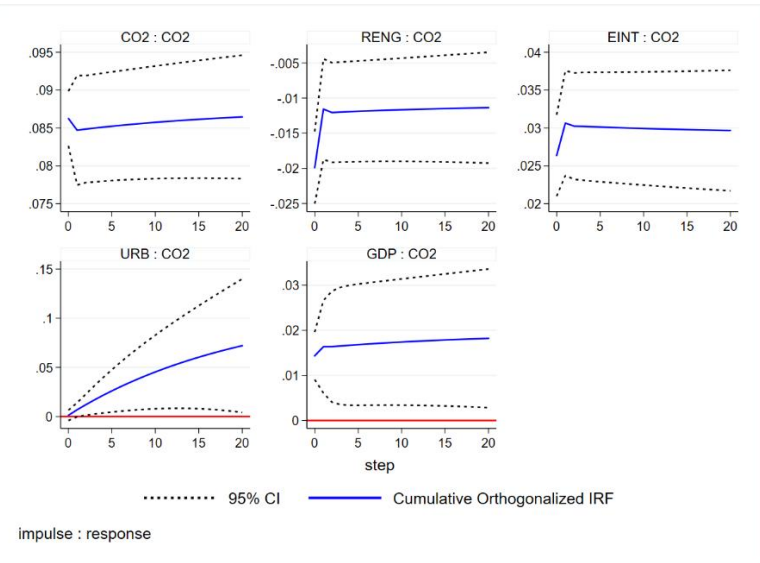 CO2 : CO2
.095
.09
.085
.08
.075
0 5 10 15 20
RENG : CO2
-.005
-.01
-.015
-.02
-.025
0 5 10 15 20
EINT : CO2
.04
.035
.03
.025
.02
0 5 10 15 20
URB : CO2
.15
.1
.05
0
0 5 10 15 20
GDP : CO2
.03
.02
.01
0
0 5 10 15 20
step
95% CI Cumulative Orthogonalized IRF
impulse : response